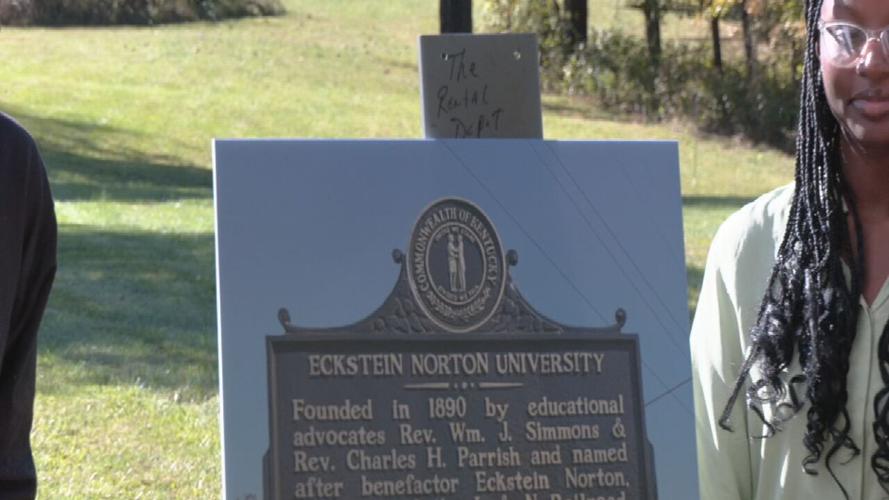 The
Rental
Depot
COMMONWEALTH OF KENTUCKY
ECKSTEIN NORTON UNIVERSITY
Founded in 1890 by educational
advocates Rev. Wm. J. Simmons &
Rev. Charles H. Parrish and named
after benefactor Eckstein Norton,
N Railroad